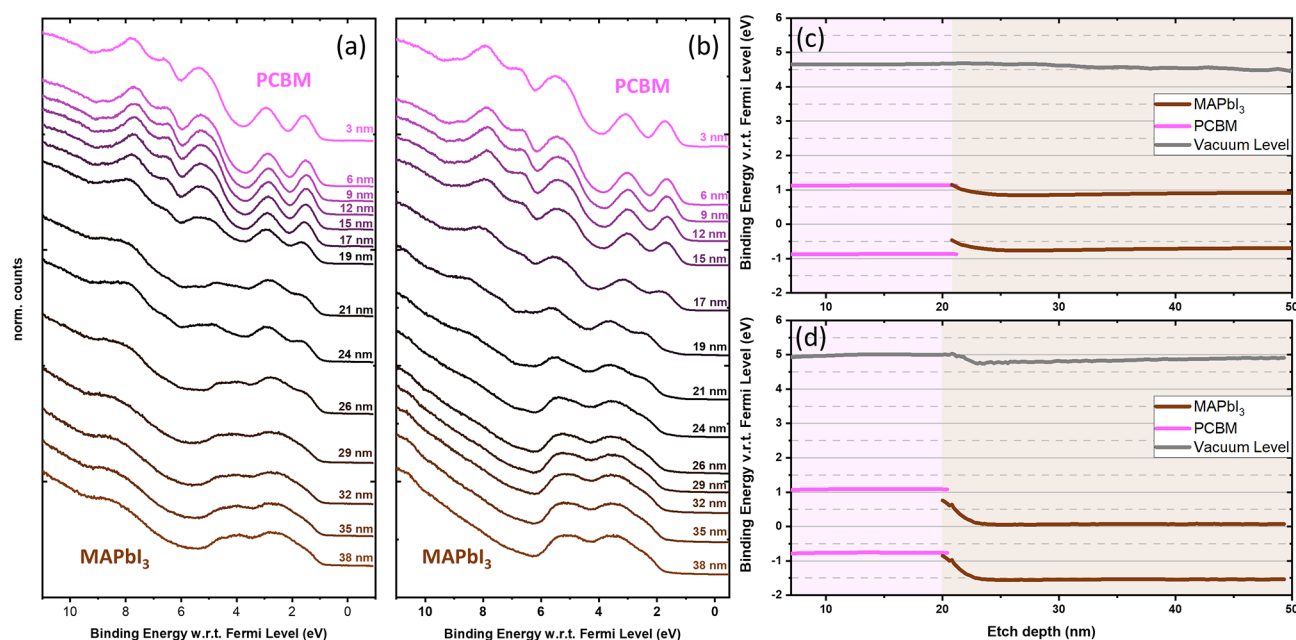 (a)
PCBM
3 nm
6 nm
9 nm
12 nm
15 nm
17 nm
19 nm
21 nm
24 nm
26 nm
29 nm
32 nm
35 nm
38 nm
MAPbI3
norm. counts
10 8 6 4 2 0
Binding Energy w.r.t. Fermi Level (eV)
(b)
PCBM
3 nm
6 nm
9 nm
12 nm
15 nm
17 nm
19 nm
21 nm
24 nm
26 nm
29 nm
32 nm
35 nm
38 nm
MAPbI3
10 8 6 4 2 0
Binding Energy w.r.t. Fermi Level (eV)
(c)
Binding Energy w.r.t. Fermi Level (eV)
6
5
4
3
2
1
0
-1
-2
MAPbI3
PCBM
Vacuum Level
10 20 30 40 50
(d)
Binding Energy v.r.t. Fermi Level (eV)
6
5
4
3
2
1
0
-1
-2
MAPbI3
PCBM
Vacuum Level
10 20 30 40 50
Etch depth (nm)